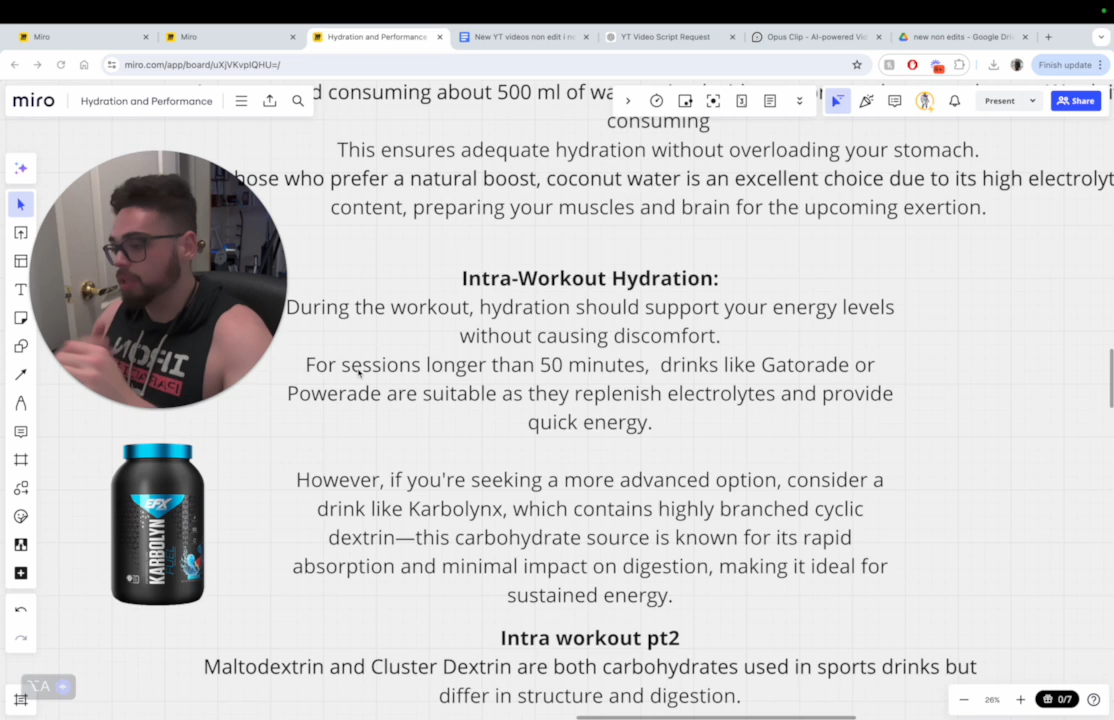 Miro
Miro
Hydration and Performance
New YT videos non edit i n
YT Video Script Request
Opus Clip - AI-powered Vi
new non edits - Google Dri
miro.com/app/board/uXjVKvpIQHU=/
Finish update
miro
Hydration and Performance
Present
Share
d consuming about 500 ml of wa
consuming
This ensures adequate hydration without overloading your stomach.
hose who prefer a natural boost, coconut water is an excellent choice due to its high electrolyt
content, preparing your muscles and brain for the upcoming exertion.
Intra-Workout Hydration:
During the workout, hydration should support your energy levels
without causing discomfort.
For sessions longer than 50 minutes, drinks like Gatorade or
Powerade are suitable as they replenish electrolytes and provide
quick energy.
However, if you're seeking a more advanced option, consider a
drink like Karbolynx, which contains highly branched cyclic
dextrin—this carbohydrate source is known for its rapid
absorption and minimal impact on digestion, making it ideal for
sustained energy.
EFX
KARBOLYN
FUEL
Intra workout pt2
Maltodextrin and Cluster Dextrin are both carbohydrates used in sports drinks but
differ in structure and digestion.
⌥A
26%
0/7